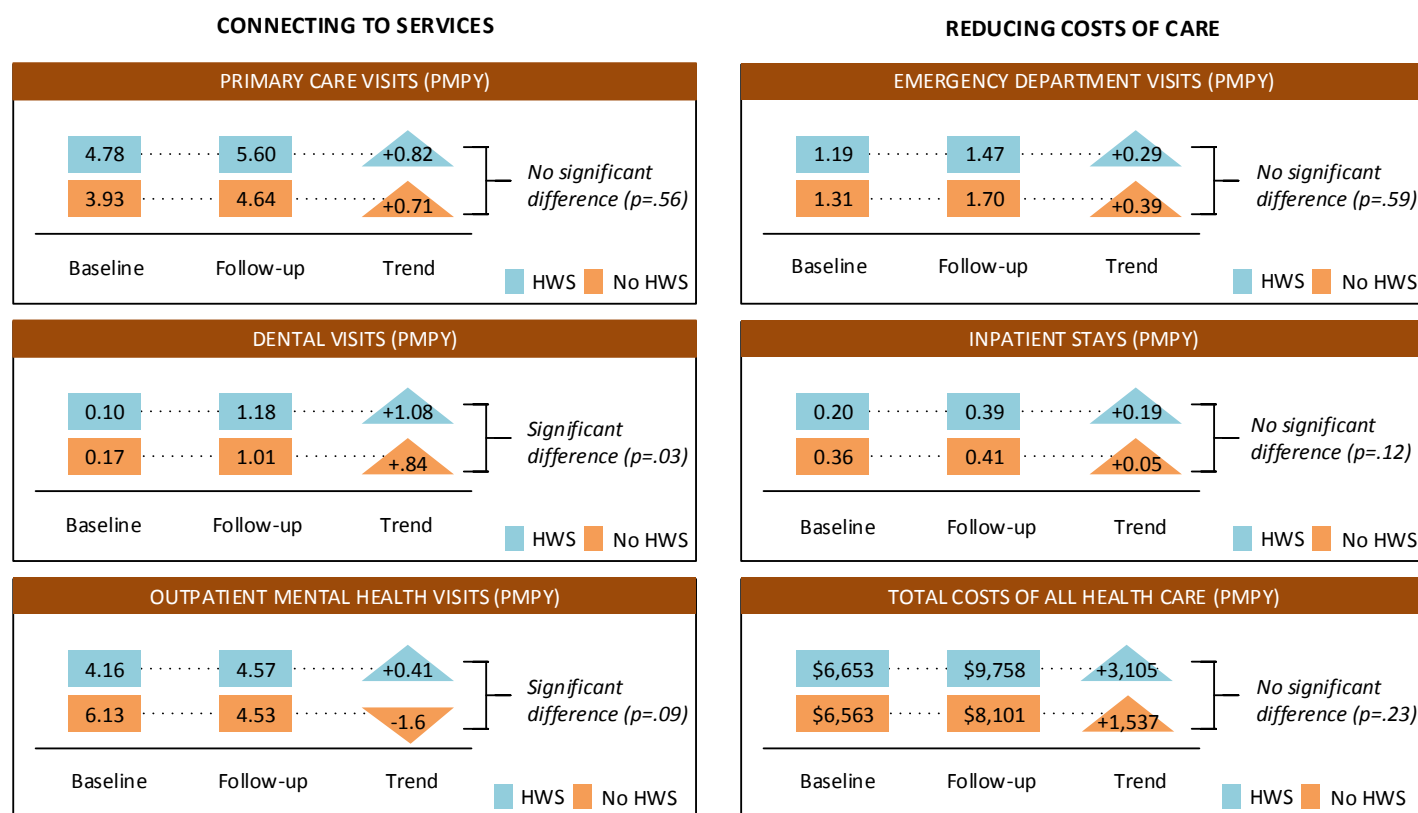 CONNECTING TO SERVICES
PRIMARY CARE VISITS (PMPY)
4.78 5.60 +0.82
3.93 4.64 +0.71
No significant
difference (p=.56)
Baseline Follow-up Trend
HWS No HWS
DENTAL VISITS (PMPY)
0.10 1.18 +1.08
0.17 1.01 +.84
Significant
difference (p=.03)
Baseline Follow-up Trend
HWS No HWS
OUTPATIENT MENTAL HEALTH VISITS (PMPY)
4.16 4.57 +0.41
6.13 4.53 -1.6
Significant
difference (p=.09)
Baseline Follow-up Trend
HWS No HWS
REDUCING COSTS OF CARE
EMERGENCY DEPARTMENT VISITS (PMPY)
1.19 1.47 +0.29
1.31 1.70 +0.39
No significant
difference (p=.59)
Baseline Follow-up Trend
HWS No HWS
INPATIENT STAYS (PMPY)
0.20 0.39 +0.19
0.36 0.41 +0.05
No significant
difference (p=.12)
Baseline Follow-up Trend
HWS No HWS
TOTAL COSTS OF ALL HEALTH CARE (PMPY)
$6,653 $9,758 +3,105
$6,563 $8,101 +1,537
No significant
difference (p=.23)
Baseline Follow-up Trend
HWS No HWS